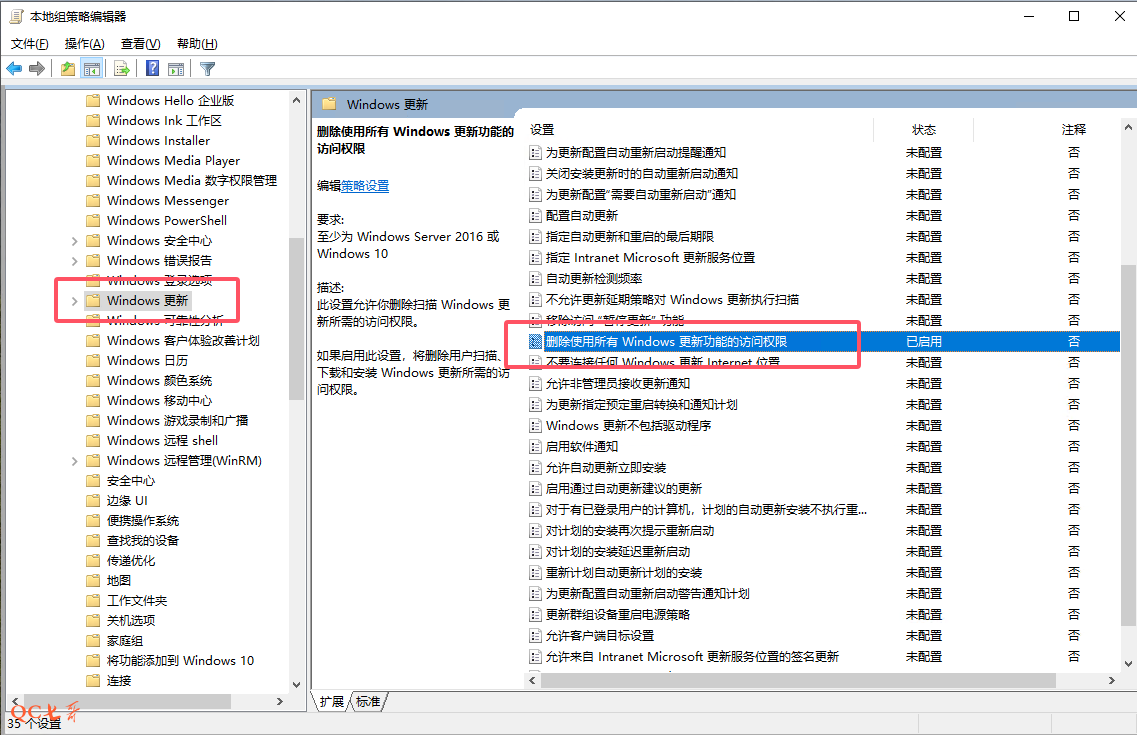 本地组策略编辑器
文件(F) 操作(A) 查看(V) 帮助(H)
Windows Hello 企业版
Windows Ink 工作区
Windows Installer
Windows Media Player
Windows Media 数字权限管理
Windows Messenger
Windows PowerShell
Windows 安全中心
Windows 错误报告
Windows 登录选项
Windows 更新
Windows 可靠性分析
Windows 客户体验改善计划
Windows 日历
Windows 颜色系统
Windows 移动中心
Windows 游戏录制和广播
Windows 远程 shell
Windows 远程管理(WinRM)
安全中心
边缘 UI
便携操作系统
查找我的设备
传递优化
地图
工作文件夹
关机选项
家庭组
将功能添加到 Windows 10
连接
Windows 更新
删除使用所有 Windows 更新功能的
访问权限
编辑策略设置
要求:
至少为 Windows Server 2016 或
Windows 10
描述:
此设置允许你删除扫描 Windows 更
新所需的访问权限。
如果启用此设置，将删除用户扫描、
下载和安装 Windows 更新所需的访
问权限。
设置 状态 注释
为更新配置自动重新启动提醒通知 未配置 否
关闭安装更新时的自动重新启动通知 未配置 否
为更新配置“需要自动重新启动”通知 未配置 否
配置自动更新 未配置 否
指定自动更新和重启的最后期限 未配置 否
指定 Intranet Microsoft 更新服务位置 未配置 否
自动更新检测频率 未配置 否
不允许更新延期策略对 Windows 更新执行扫描 未配置 否
移除访问 “暂停更新” 功能 未配置 否
删除使用所有 Windows 更新功能的访问权限 已启用 否
不要连接任何 Windows 更新 Internet 位置 未配置 否
允许非管理员接收更新通知 未配置 否
为更新指定预定重启转换和通知计划 未配置 否
Windows 更新不包括驱动程序 未配置 否
启用软件通知 未配置 否
允许自动更新立即安装 未配置 否
启用通过自动更新建议的更新 未配置 否
对于有已登录用户的计算机，计划的自动更新安装不执行重... 未配置 否
对计划的安装再次提示重新启动 未配置 否
对计划的安装延迟重新启动 未配置 否
重新计划自动更新计划的安装 未配置 否
为更新配置自动重新启动警告通知计划 未配置 否
更新群组设备重启电源策略 未配置 否
允许客户端目标设置 未配置 否
允许来自 Intranet Microsoft 更新服务位置的签名更新 未配置 否
扩展 标准
QC七哥
35 个设置